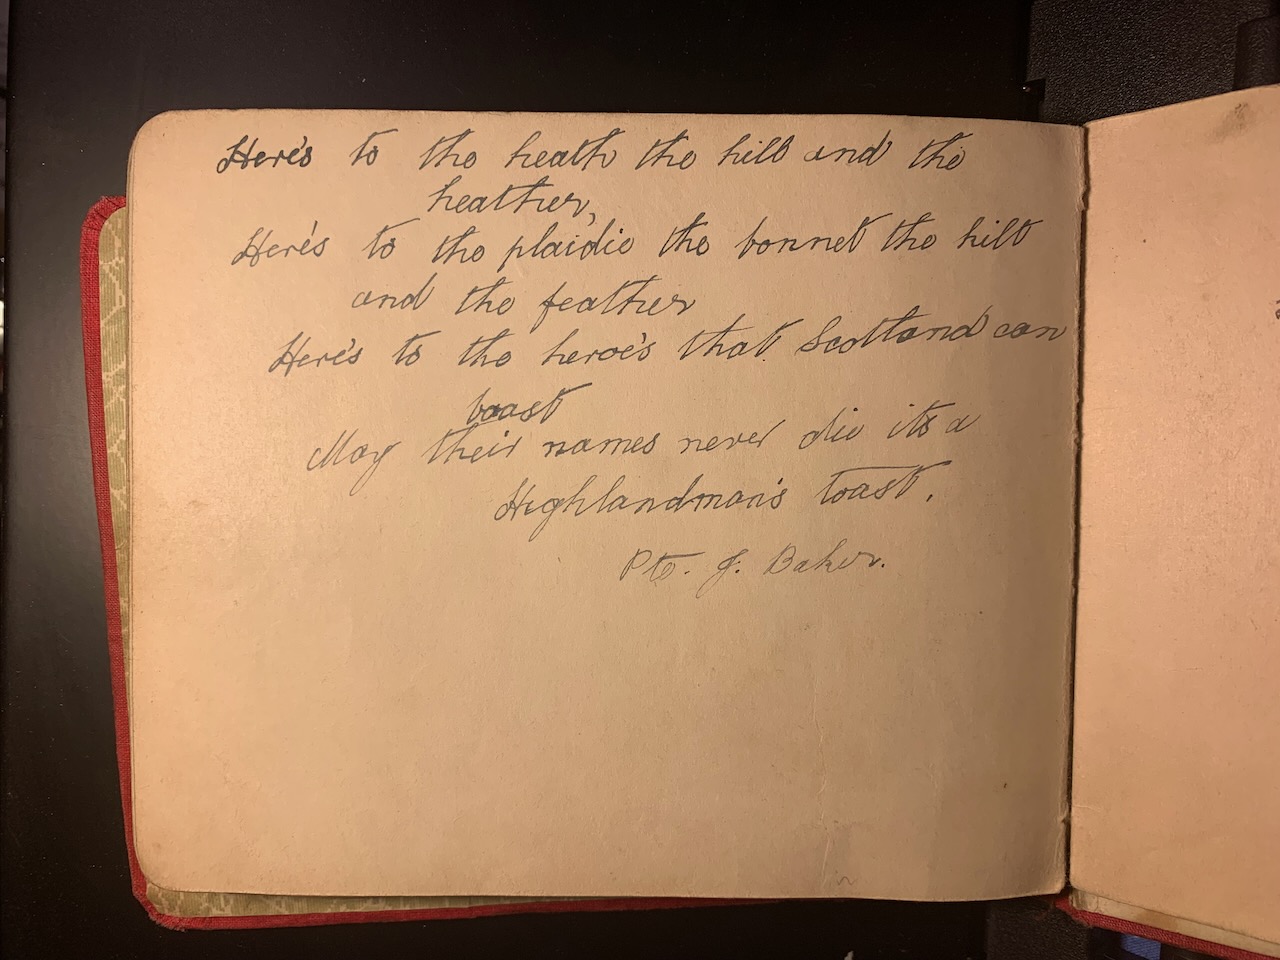 Here's to the heath the hill and the
heather,
Here's to the plaidie the bonnet the kilt
and the feather
Here's to the heroe's that Scotland can
boast
May their names never die its a
Highlandman's toast.
Pte. J. Baker.